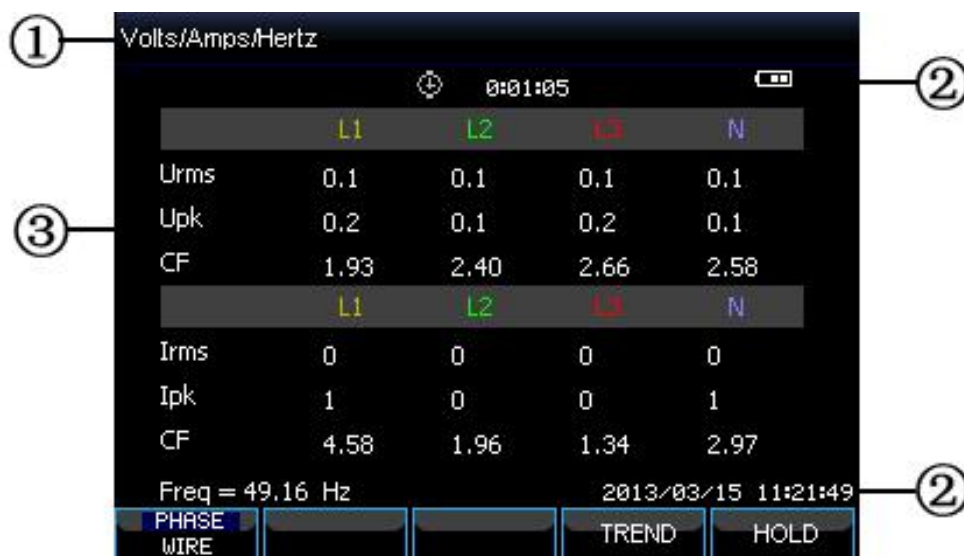 ①
Volts/Amps/Hertz
0:01:05
②
L1 L2 L3 N
Urms 0.1 0.1 0.1 0.1
③
Upk 0.2 0.1 0.2 0.1
CF 1.93 2.40 2.66 2.58
L1 L2 L3 N
Irms 0 0 0 0
Ipk 1 0 0 1
CF 4.58 1.96 1.34 2.97
Freq = 49.16 Hz 2013/03/15 11:21:49
②
PHASE
WIRE
TREND HOLD